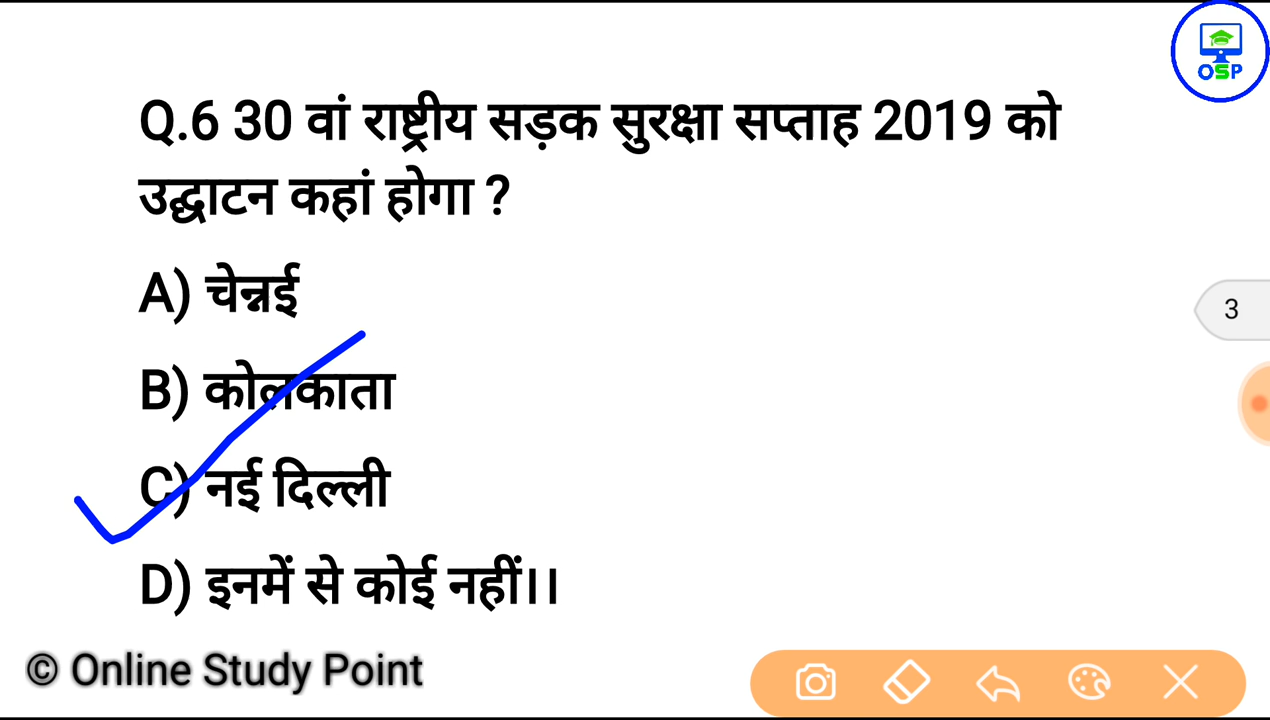 OSP
Q.6 30 वां राष्ट्रीय सड़क सुरक्षा सप्ताह 2019 को
उद्घाटन कहां होगा ?
A) चेन्नई
B) कोलकाता
C) नई दिल्ली
D) इनमें से कोई नहीं।।
3
© Online Study Point